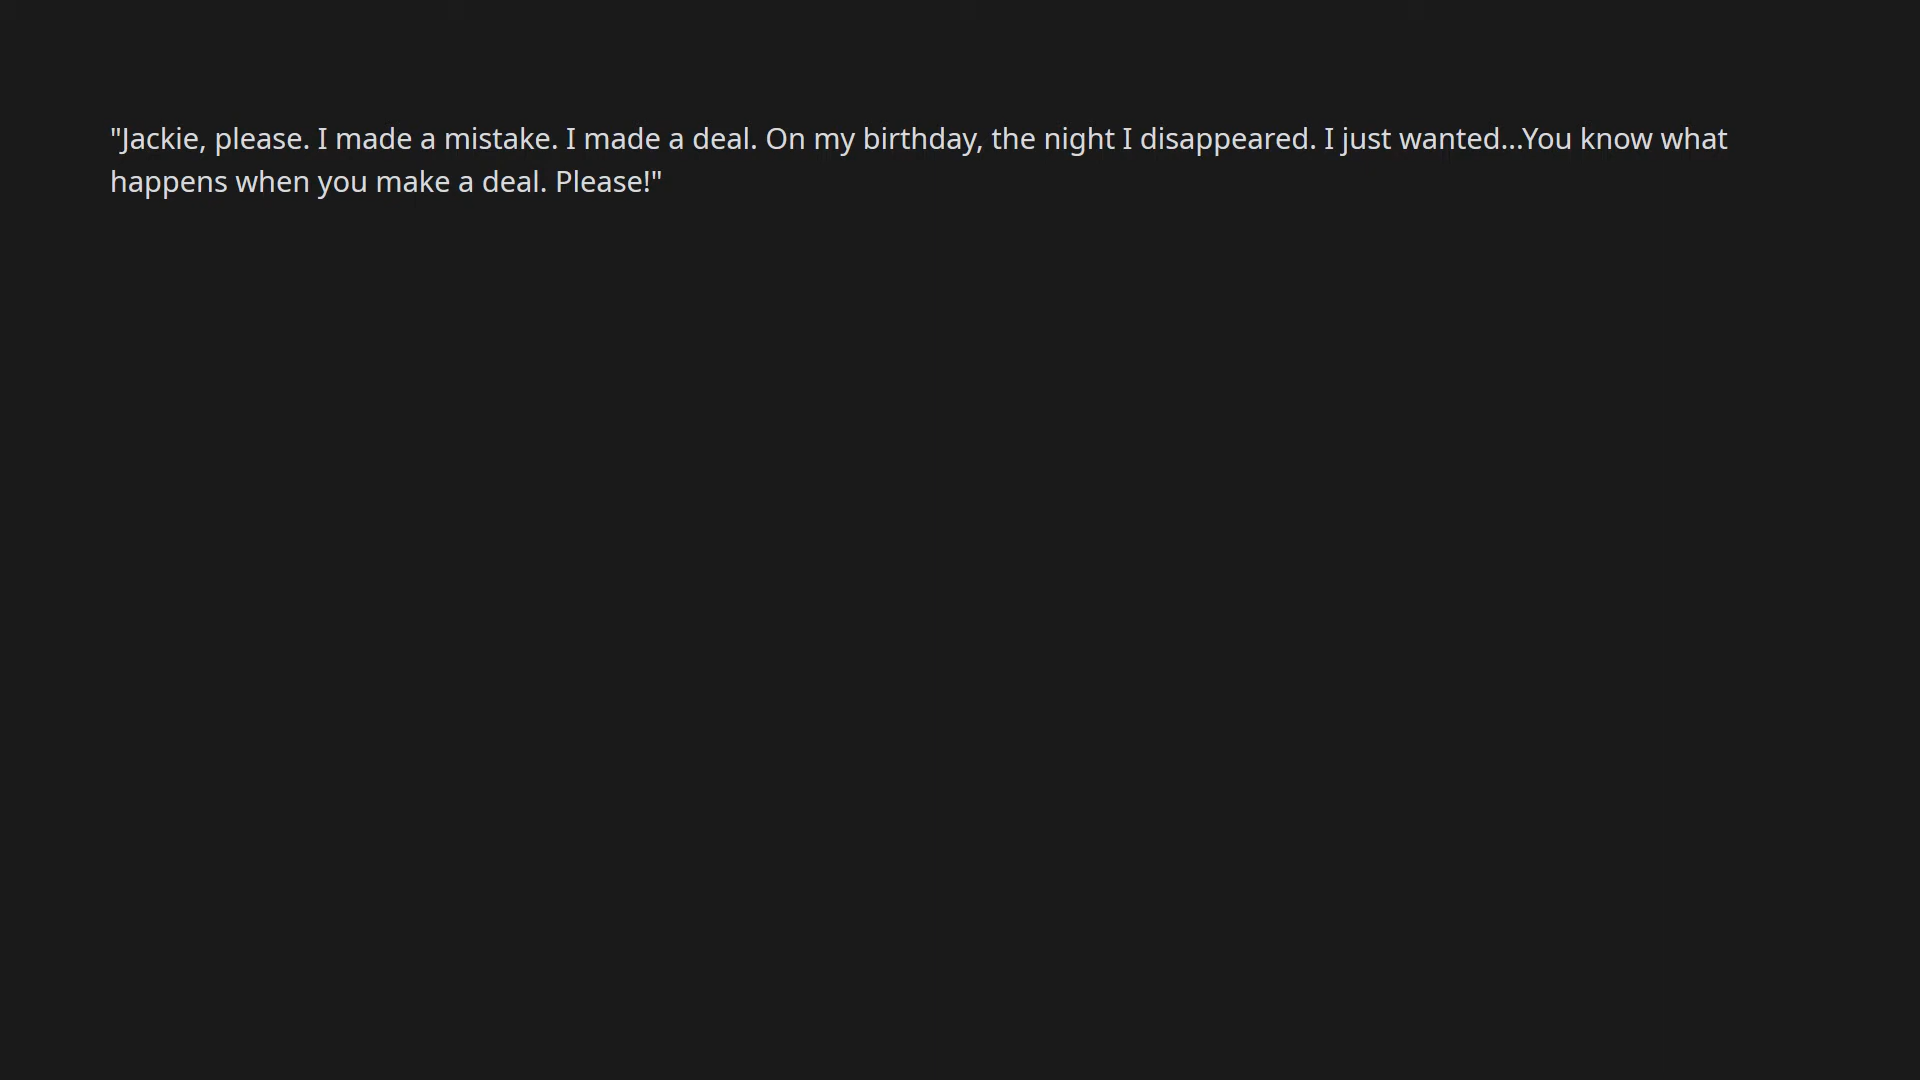 "Jackie, please. I made a mistake. I made a deal. On my birthday, the night I disappeared. I just wanted...You know what
happens when you make a deal. Please!"